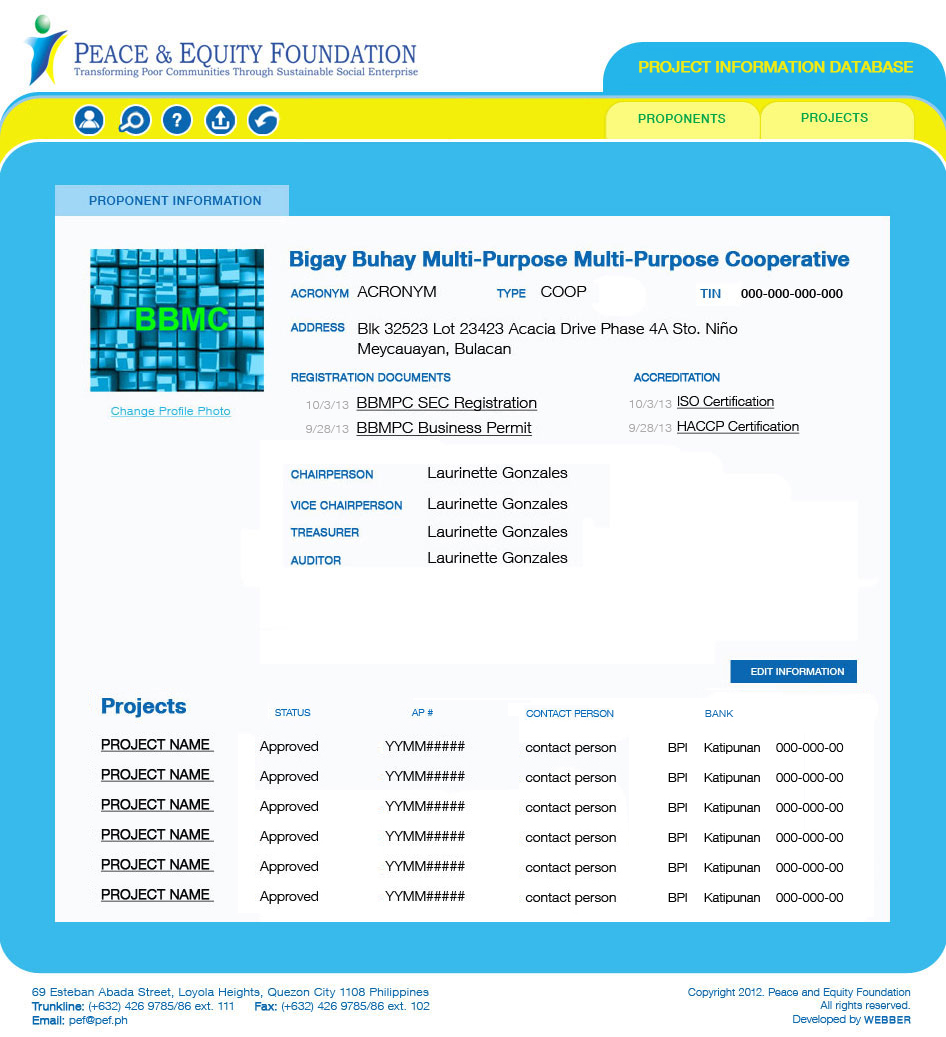 PEACE & EQUITY FOUNDATION
Transforming Poor Communities Through Sustainable Social Enterprise
PROJECT INFORMATION DATABASE
?
PROPONENTS PROJECTS
PROPONENT INFORMATION
BBMC
Change Profile Photo
Bigay Buhay Multi-Purpose Multi-Purpose Cooperative
ACRONYM ACRONYM TYPE COOP TIN 000-000-000-000
ADDRESS Blk 32523 Lot 23423 Acacia Drive Phase 4A Sto. Niño
Meycauayan, Bulacan
REGISTRATION DOCUMENTS ACCREDITATION
10/3/13 BBMPC SEC Registration 10/3/13 ISO Certification
9/28/13 BBMPC Business Permit 9/28/13 HACCP Certification
CHAIRPERSON Laurinette Gonzales
VICE CHAIRPERSON Laurinette Gonzales
TREASURER Laurinette Gonzales
AUDITOR Laurinette Gonzales
EDIT INFORMATION
Projects STATUS AP # CONTACT PERSON BANK
PROJECT NAME Approved YYMM##### contact person BPI Katipunan 000-000-00
PROJECT NAME Approved YYMM##### contact person BPI Katipunan 000-000-00
PROJECT NAME Approved YYMM##### contact person BPI Katipunan 000-000-00
PROJECT NAME Approved YYMM##### contact person BPI Katipunan 000-000-00
PROJECT NAME Approved YYMM##### contact person BPI Katipunan 000-000-00
PROJECT NAME Approved YYMM##### contact person BPI Katipunan 000-000-00
69 Esteban Abada Street, Loyola Heights, Quezon City 1108 Philippines
Trunkline: (+632) 426 9785/86 ext. 111 Fax: (+632) 426 9785/86 ext. 102
Email: pef@pef.ph
Copyright 2012. Peace and Equity Foundation
All rights reserved.
Developed by WEBBER